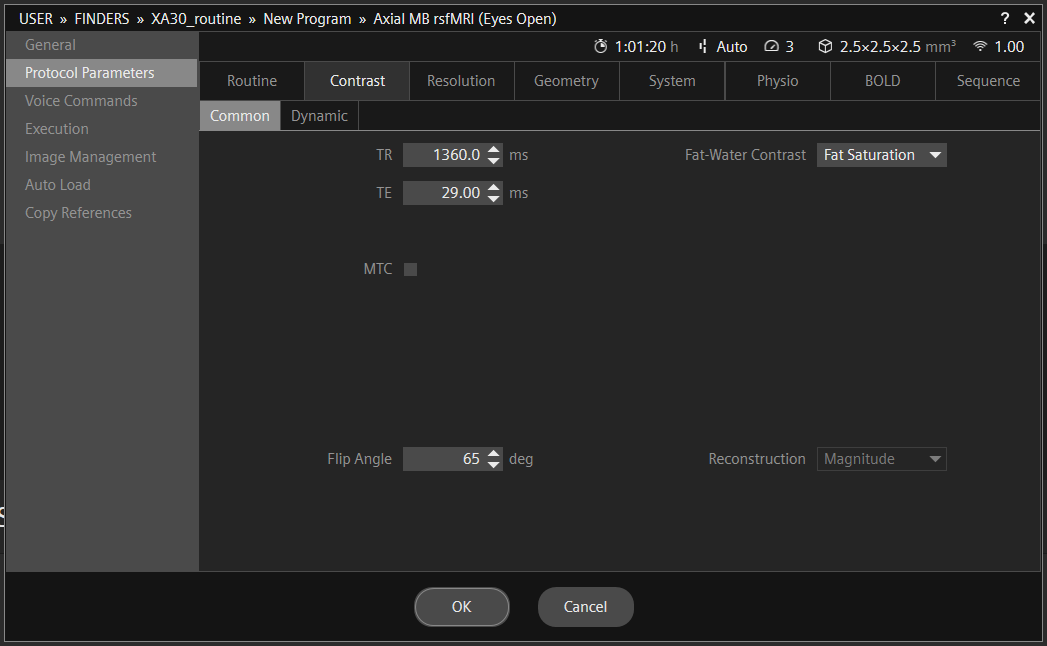 USER » FINDERS » XA30_routine » New Program » Axial MB rsfMRI (Eyes Open) ? ×
General
Protocol Parameters
Voice Commands
Execution
Image Management
Auto Load
Copy References
1:01:20 h Auto 3 2.5×2.5×2.5 mm³ 1.00
Routine Contrast Resolution Geometry System Physio BOLD Sequence
Common Dynamic
TR 1360.0 ms Fat-Water Contrast Fat Saturation
TE 29.00 ms
MTC
Flip Angle 65 deg Reconstruction Magnitude
OK Cancel